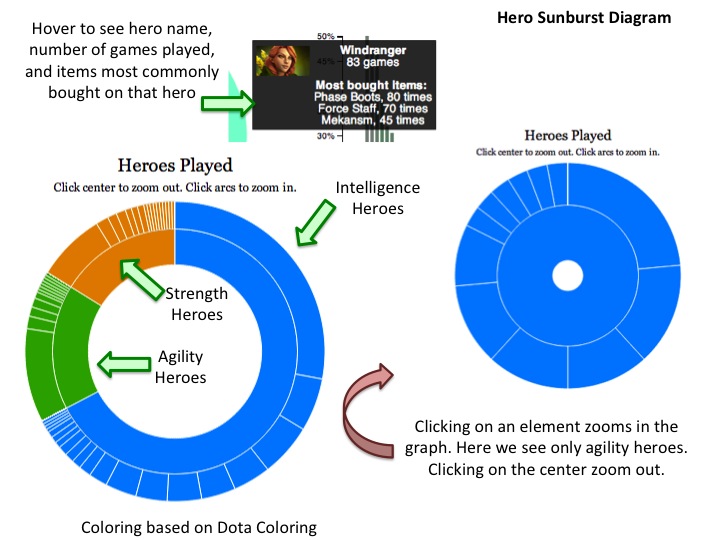 Hero Sunburst Diagram
Hover to see hero name,
number of games played,
and items most commonly
bought on that hero
50%
45%
30%
Windranger
83 games
Most bought Items:
Phase Boots, 80 times
Force Staff, 70 times
Mekansm, 45 times
Heroes Played
Click center to zoom out. Click arcs to zoom in.
Intelligence
Heroes
Strength
Heroes
Agility
Heroes
Coloring based on Dota Coloring
Heroes Played
Click center to zoom out. Click arcs to zoom in.
Clicking on an element zooms in the
graph. Here we see only agility heroes.
Clicking on the center zoom out.